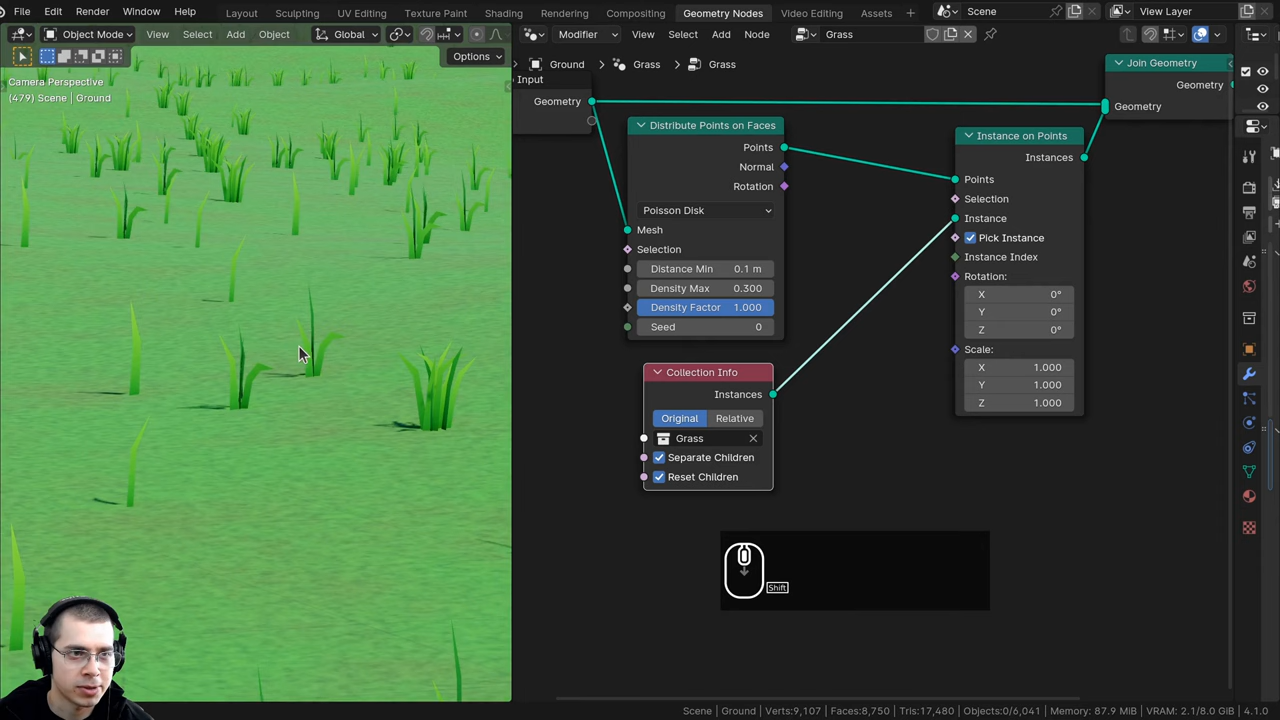 File Edit Render Window Help Layout Sculpting UV Editing Texture Paint Shading Rendering Compositing Geometry Nodes Video Editing Assets Scene View Layer
Object Mode View Select Add Object Global Modifier View Select Add Node Grass
Options
Ground Grass Grass
Camera Perspective
(479) Scene | Ground
Input
Geometry
Join Geometry
Geometry
Geometry
Distribute Points on Faces
Points
Normal
Rotation
Poisson Disk
Mesh
Selection
Distance Min 0.1 m
Density Max 0.300
Density Factor 1.000
Seed 0
Instance on Points
Instances
Points
Selection
Instance
Pick Instance
Instance Index
Rotation:
X 0°
Y 0°
Z 0°
Scale:
X 1.000
Y 1.000
Z 1.000
Collection Info
Instances
Original Relative
Grass
Separate Children
Reset Children
Shift
Scene | Ground | Verts:9,107 | Faces:8,750 | Tris:17,480 | Objects:0/6,041 | Memory: 87.9 MiB | VRAM: 2.1/8.0 GiB | 4.1.0